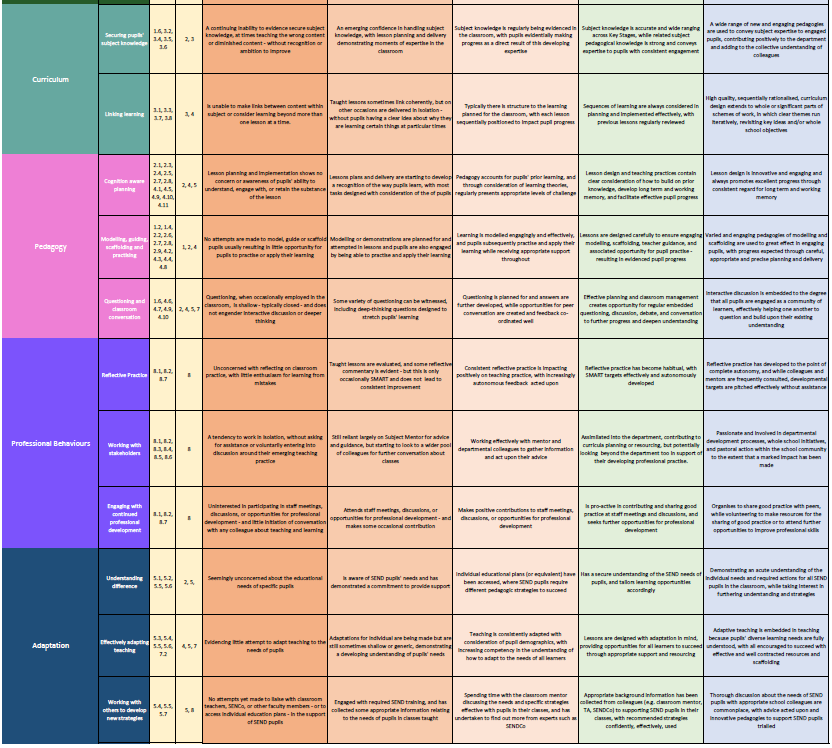 Curriculum
Securing pupils'
subject knowledge
1.6, 3.2,
3.4, 3.5,
3.6
2, 3
A continuing inability to evidence secure subject
knowledge, at times teaching the wrong content
or diminished content - without recognition or
ambition to improve
An emerging confidence in handling subject
knowledge, with lesson planning and delivery
demonstrating moments of expertise in the
classroom
Subject knowledge is regularly being evidenced in
the classroom, with pupils evidentially making
progress as a direct result of this developing
expertise
Subject knowledge is accurate and wide ranging
across Key Stages, while related subject
pedagogical knowledge is strong and conveys
expertise to pupils with consistent engagement
A wide range of new and engaging pedagogies
are used to convey subject expertise to engaged
pupils, contributing positively to the department
and adding to the collective understanding of
colleagues
Linking learning
3.1, 3.3,
3.7, 3.8
3, 4
Is unable to make links between content within
subject or consider learning beyond more than
one lesson at a time.
Taught lessons sometimes link coherently, but on
other occasions are delivered in isolation -
without pupils having a clear idea about why they
are learning certain things at particular times
Typically there is structure to the learning
planned for the classroom, with each lesson
sequentially positioned to impact pupil progress
Sequences of learning are always considered in
planning and implemented effectively, with
previous lessons regularly reviewed
High quality, sequentially rationalised, curriculum
design extends to whole or significant parts of
schemes of work, in which clear themes run
iteratively, revisiting key ideas and/or whole
school objectives
Pedagogy
Cognition aware
planning
2.1, 2.3,
2.4, 2.5,
2.7, 2.8,
4.1, 4.5,
4.9, 4.10,
4.11
2, 4, 5
Lesson planning and implementation shows no
concern or awareness of pupils' ability to
understand, engage with, or retain the substance
of the lesson
Lessons plans and delivery are starting to develop
a recognition of the way pupils learn, with most
tasks designed with consideration of the of pupils
Pedagogy accounts for pupils' prior learning, and
through consideration of learning theories,
regularly presents appropriate levels of challenge
Lesson design and teaching practices contain
clear consideration of how to build on prior
knowledge, develop long term and working
memory, and facilitate effective pupil progress
Lesson design is innovative and engaging and
always promotes excellent progress through
consistent regard for long term and working
memory
Modelling, guiding,
scaffolding and
practising
1.2, 1.4,
2.2, 2.2,
2.6, 2.7,
2.7, 2.8,
2.9, 4.2,
4.3, 4.4,
4.8
1, 2, 4
No attempts are made to model, guide or scaffold
pupils usually resulting in little opportunity for
pupils to practise or apply their learning
Modelling or demonstrations are planned for and
attempted in lessons and pupils are also engaged
by being able to practise and apply their learning
Learning is modelled engagingly and effectively,
and pupils subsequently practise and apply their
learning while receiving appropriate support
throughout
Lessons are designed carefully to ensure engaging
modelling, scaffolding, teacher guidance, and
associated opportunity for pupil practise -
resulting in evidenced pupil progress
Varied and engaging pedagogies of modelling and
scaffolding are used to great effect in engaging
pupils, with progress expected through careful,
appropriate and precise planning and delivery
Questioning and
classroom
conversation
1.6, 4.6,
4.7, 4.9,
4.10
2, 4, 5, 7
Questioning, when occasionally employed in the
classroom, is shallow - typically closed - and does
not engender interactive discussion or deeper
thinking
Some variety of questioning can be witnessed,
including deep-thinking questions designed to
stretch pupils' learning
Questioning is planned for and answers are
further developed, while opportunities for peer
conversation are created and feedback co-
ordinated well
Effective planning and classroom management
creates opportunity for regular embedded
questioning, discussion, debate, and conversation
to further progress and deepen understanding
Interactive discussion is embedded to the degree
that all pupils are engaged as a community of
learners, effectively helping one another to
question and build upon their existing
understanding
Professional Behaviours
Reflective Practice
8.1, 8.2,
8.7
8
Unconcerned with reflecting on classroom
practice, with little enthusiasm for learning from
mistakes
Taught lessons are evaluated, and some reflective
commentary is evident - but this is only
occasionally SMART and does not lead to
consistent improvement
Consistent reflective practice is impacting
positively on teaching practice, with increasingly
autonomous feedback acted upon
Reflective practice has become habitual, with
SMART targets effectively and autonomously
developed
Reflective practice has developed to the point of
complete autonomy, and while colleagues and
mentors are frequently consulted, developmental
targets are pitched effectively without assistance
Working with
stakeholders
8.1, 8.2,
8.3, 8.4,
8.5, 8.6
8
A tendency to work in isolation, without asking
for assistance or voluntarily entering into
discussion around their emerging teaching
practice
Still reliant largely on Subject Mentor for advice
and guidance, but starting to look to a wider pool
of colleagues for further conversation about
classes
Working effectively with mentor and
departmental colleagues to gather information
and act upon their advice
Assimilated into the department, contributing to
curricula planning or resourcing, but potentially
looking beyond the department too in support of
their developing professional practise.
Passionate and involved in departmental
development processes, whole school initiatives,
and pastoral action within the school community
to the extent that a marked impact has been
made
Engaging with
continued
professional
development
8.1, 8.2,
8.7
8
Uninterested in participating in staff meetings,
discussions, or opportunities for professional
development - and little initiation of conversation
with any colleague about teaching and learning
Attends staff meetings, discussions, or
opportunities for professional development - and
makes some occasional contribution
Makes positive contributions to staff meetings,
discussions, or opportunities for professional
development
Is pro-active in contributing and sharing good
practice at staff meetings and discussions, and
seeks further opportunities for professional
development
Organises to share good practice with peers,
while volunteering to make resources for the
sharing of good practice or to attend further
opportunities to improve professional skills
Adaptation
Understanding
difference
5.1, 5.2,
5.5, 5.6
2, 5,
Seemingly unconcerned about the educational
needs of specific pupils
Is aware of SEND pupils' needs and has
demonstrated a commitment to provide support
Individual educational plans (or equivalent) have
been accessed, where SEND pupils require
different pedagogic strategies to succeed
Has a secure understanding of the SEND needs of
pupils, and tailors learning opportunities
accordingly
Demonstrating an acute understanding of the
individual needs and required actions for all SEND
pupils in the classroom, while taking interest in
furthering understanding and strategies
Effectively adapting
teaching
5.3, 5.4,
5.5, 5.6,
7.2
4, 5, 7
Evidencing little attempt to adapt teaching to the
needs of pupils
Adaptations for individual are being made but are
still sometimes shallow or generic, demonstrating
a developing understanding of pupils' needs
Teaching is consistently adapted with
consideration of pupil demographics, with
increasing competency in the understanding of
how to adapt to the needs of all learners
Lessons are designed with adaptation in mind,
providing opportunities for all learners to succeed
through appropriate support and resourcing
Adaptive teaching is embedded in teaching
because pupils' diverse learning needs are fully
understood, with all encouraged to succeed with
effective and well contracted resources and
scaffolding
Working with
others to develop
new strategies
5.4, 5.5,
5.7
5, 8
No attempts yet made to liaise with classroom
teachers, SENCo, or other faculty members - or to
access individual education plans - in the support
of SEND pupils
Engaged with required SEND training, and has
collected some appropriate information relating
to the needs of pupils in classes taught
Spending time with the classroom mentor
discussing the needs and specific strategies
effective with pupils in their classes, and has
undertaken to find out more from experts such as
SENDCo
Appropriate background information has been
collected from colleagues (e.g. classroom mentor,
TA, SENDCo) to supporting SEND pupils in their
classes, with recommended strategies
confidently, effectively, used
Thorough discussion about the needs of SEND
pupils with appropriate school colleagues are
commonplace, with advice acted upon and
innovative pedagogies to support SEND pupils
trialled